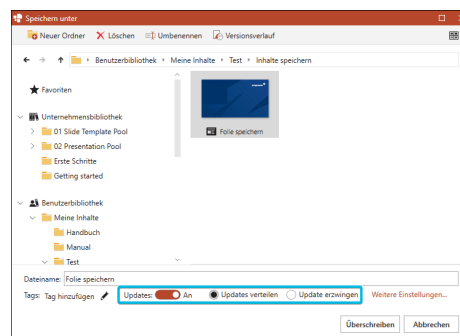 Speichern unter
Neuer Ordner Löschen Umbenennen Versionsverlauf
Benutzerbibliothek Meine Inhalte Test Inhalte speichern
Favoriten
Unternehmensbibliothek
01 Slide Template Pool
02 Presentation Pool
Erste Schritte
Getting started
Benutzerbibliothek
Meine Inhalte
Handbuch
Manual
Test
Folie speichern
Dateiname: Folie speichern
Tags: Tag hinzufügen Updates: An Updates verteilen Update erzwingen Weitere Einstellungen...
Überschreiben Abbrechen